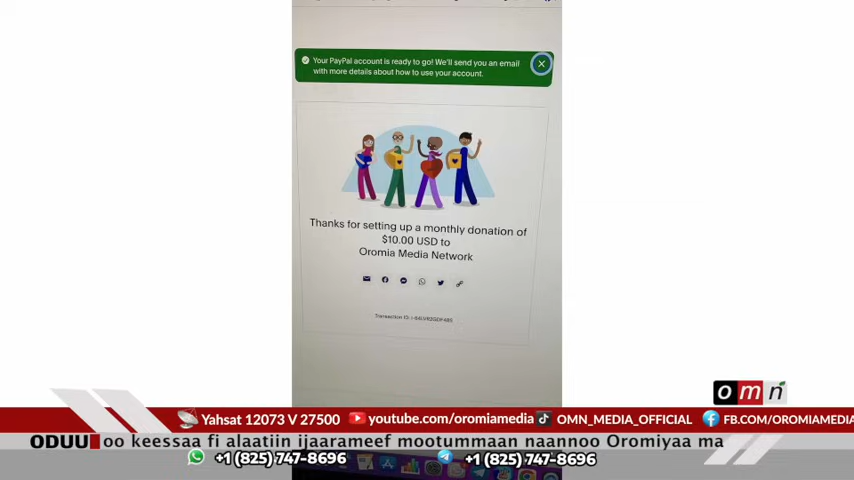 Your PayPal account is ready to go! We'll send you an email
with more details about how to use your account.
Thanks for setting up a monthly donation of
$10.00 USD to
Oromia Media Network
Transaction ID:
omn
Yahsat 12073 V 27500
youtube.com/oromiamedia
OMN_MEDIA_OFFICIAL
FB.COM/OROMIAMEDIA
ODUU
oo keessaa fi alaatiin ijaarameef mootummaan naannoo Oromiyaa ma
+1 (825) 747-8696
+1 (825) 747-8696